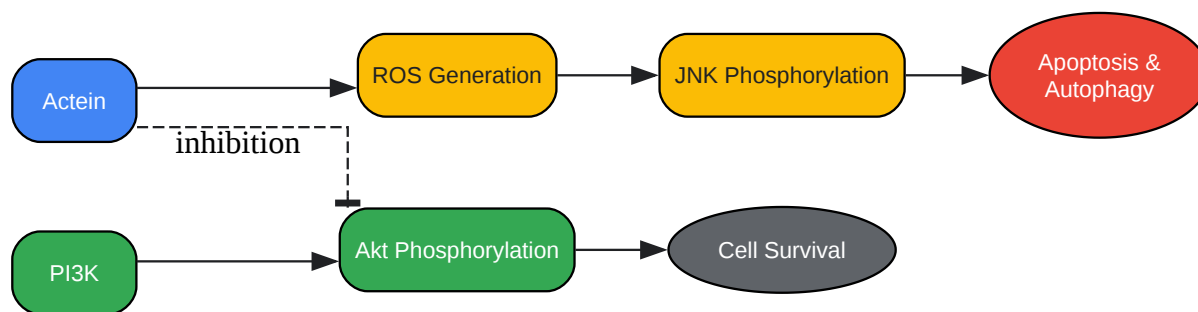 Actein
ROS Generation
JNK Phosphorylation
Apoptosis &
Autophagy
inhibition
PI3K
Akt Phosphorylation
Cell Survival